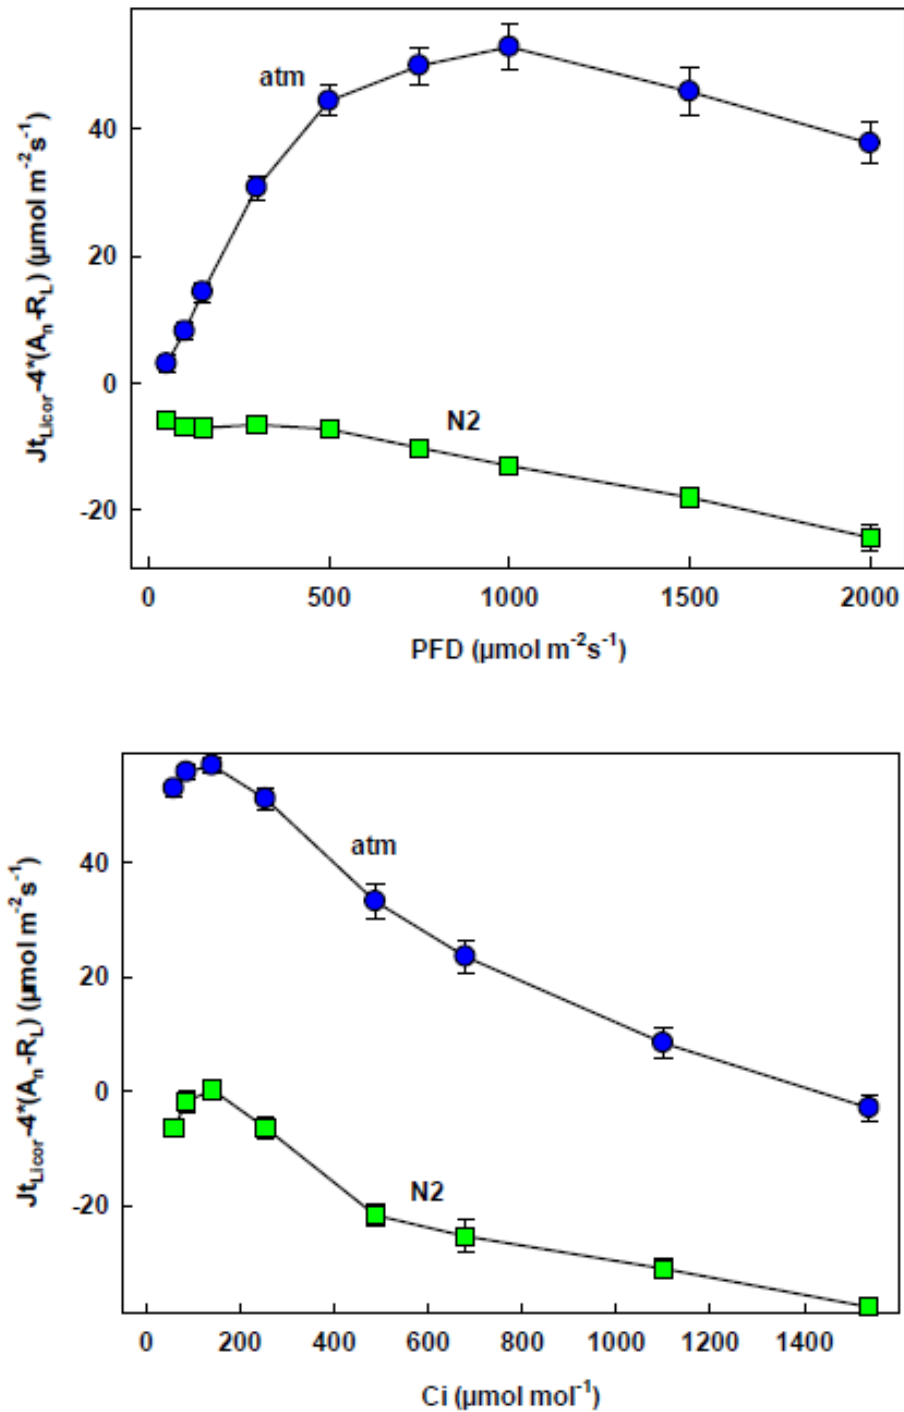 Jt_Licor-4*(A_n-R_L) (µmol m⁻²s⁻¹)
atm
40
20
0
N2
-20
0 500 1000 1500 2000
PFD (µmol m⁻²s⁻¹)
Jt_Licor-4*(A_n-R_L) (µmol m⁻²s⁻¹)
atm
40
20
0
N2
-20
0 200 400 600 800 1000 1200 1400
Ci (µmol mol⁻¹)